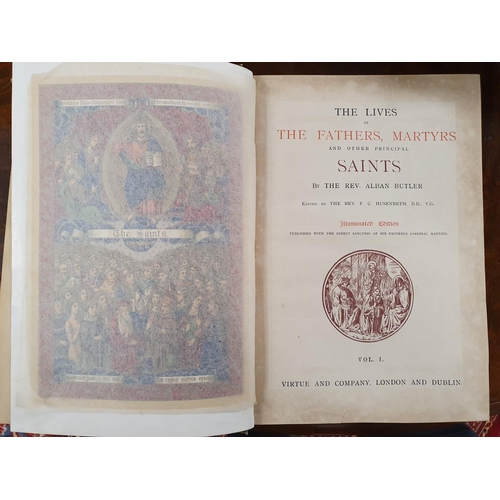 The Saints
THE LIVES
OF
THE FATHERS, MARTYRS
AND OTHER PRINCIPAL
SAINTS
BY THE REV. ALBAN BUTLER
EDITED BY THE REV. F. C. HUSENBETH, D.D., V.G.
Illuminated Edition
PUBLISHED WITH THE DIRECT SANCTION OF HIS EMINENCE CARDINAL MANNING.
VOL. I.
VIRTUE AND COMPANY, LONDON AND DUBLIN.